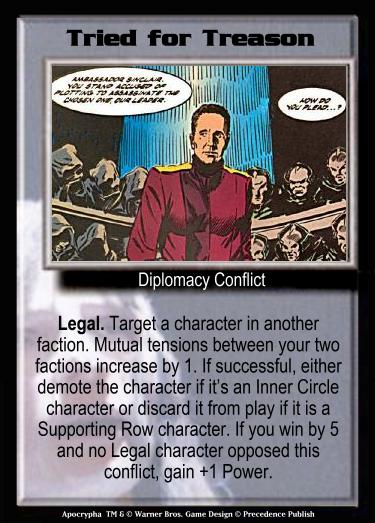 Tried for Treason
AMBASSADOR SINCLAIR.
YOU STAND ACCUSED OF
PLOTTING TO ASSASSINATE THE
CHOSEN ONE, OUR LEADER.
HOW DO
YOU PLEAD...?
Diplomacy Conflict
Legal. Target a character in another
faction. Mutual tensions between your two
factions increase by 1. If successful, either
demote the character if it's an Inner Circle
character or discard it from play if it is a
Supporting Row character. If you win by 5
and no Legal character opposed this
conflict, gain +1 Power.
Apocrypha TM & © Warner Bros. Game Design © Precedence Publish